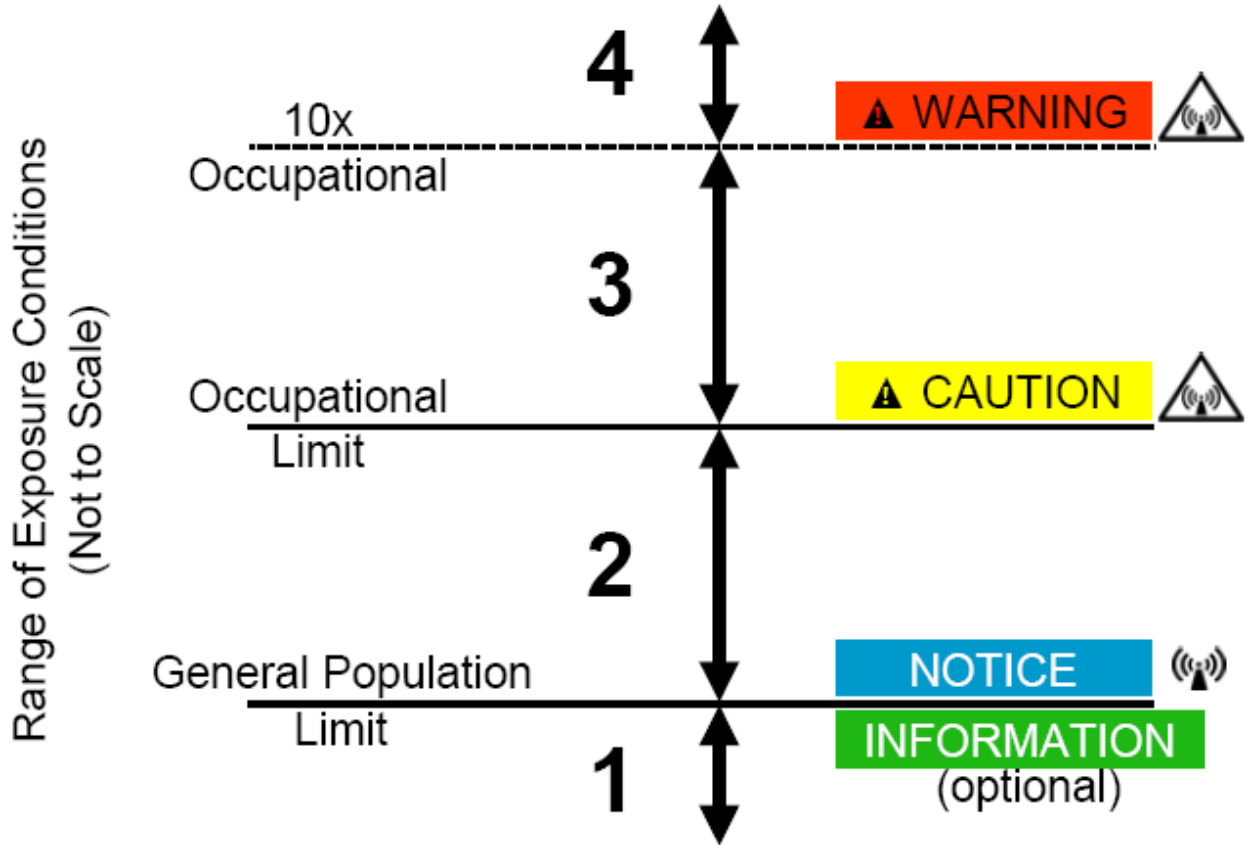 4
⚠ WARNING
10x
Occupational
3
Occupational
Limit
⚠ CAUTION
2
General Population
Limit
NOTICE
INFORMATION
(optional)
1
Range of Exposure Conditions
(Not to Scale)